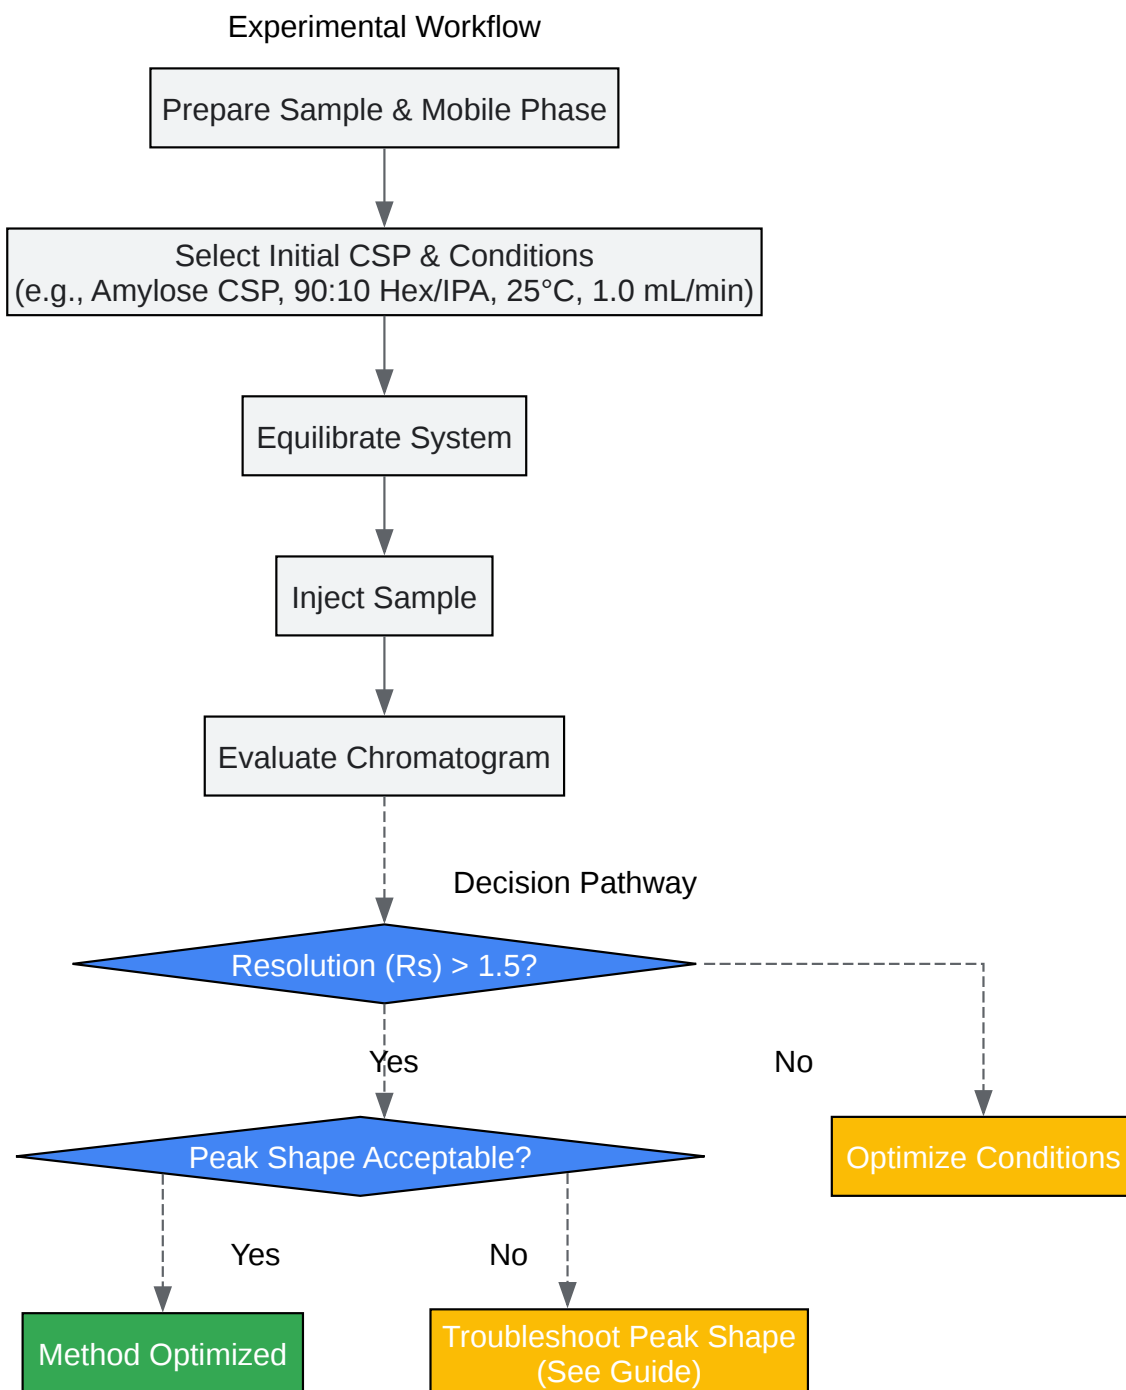 Experimental Workflow
Prepare Sample & Mobile Phase
Select Initial CSP & Conditions
(e.g., Amylose CSP, 90:10 Hex/IPA, 25°C, 1.0 mL/min)
Equilibrate System
Inject Sample
Evaluate Chromatogram
Decision Pathway
Resolution (Rs) > 1.5?
Yes
No
Peak Shape Acceptable?
Optimize Conditions
Yes
No
Method Optimized
Troubleshoot Peak Shape
(See Guide)